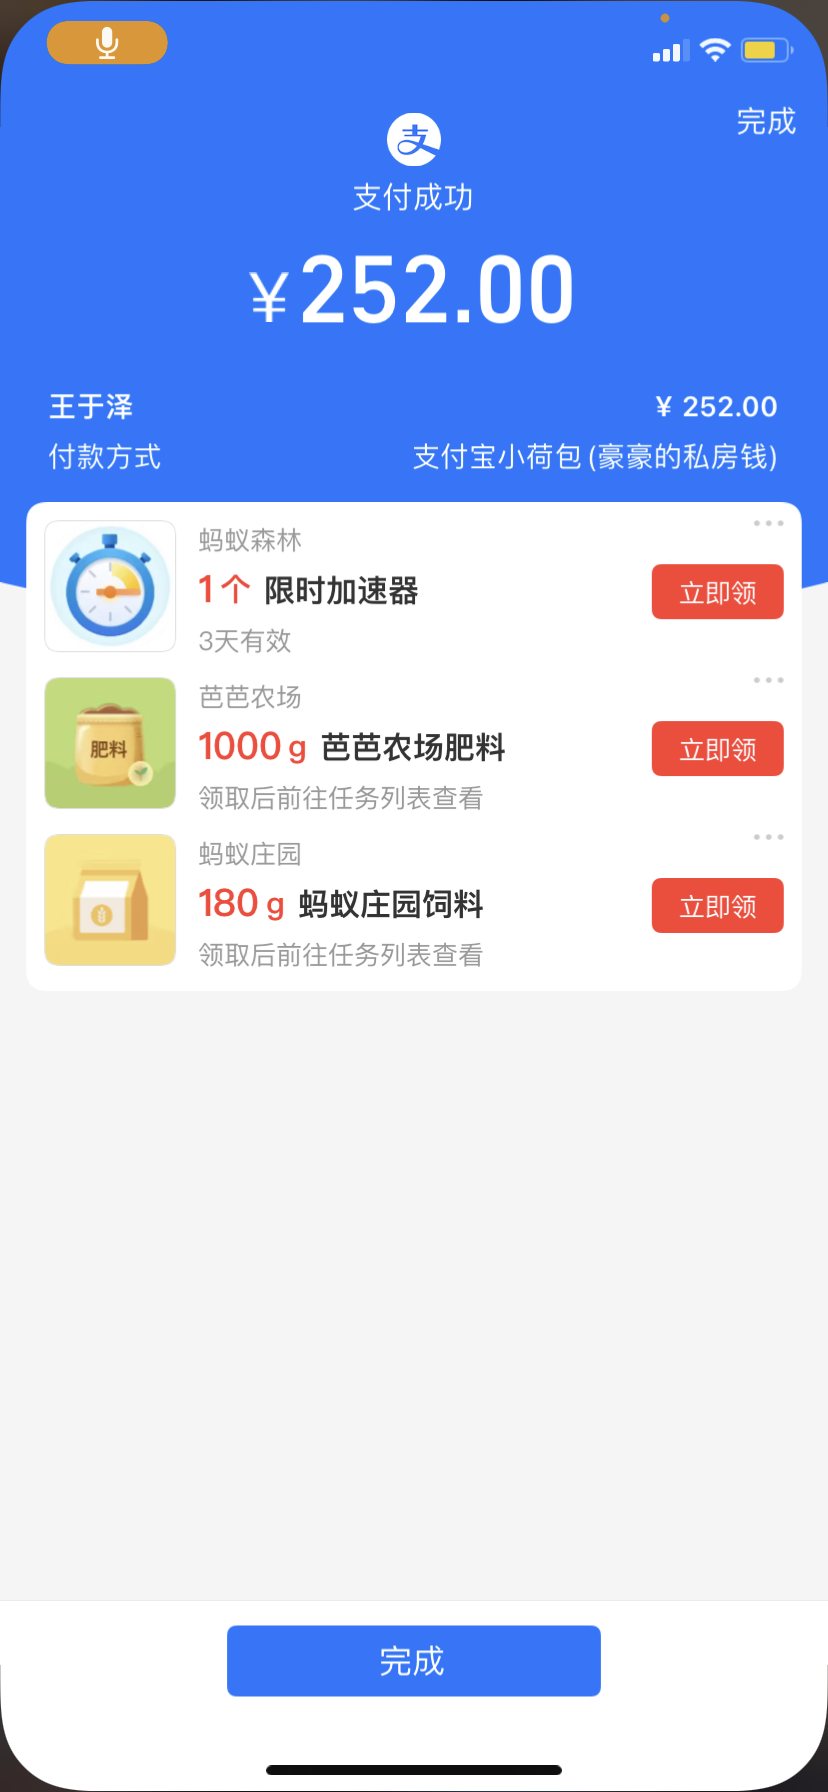 完成
支
支付成功
¥252.00
王于泽 ¥ 252.00
付款方式 支付宝小荷包(豪豪的私房钱)
蚂蚁森林
1个 限时加速器
立即领
3天有效
芭芭农场
肥料
1000g 芭芭农场肥料
立即领
领取后前往任务列表查看
蚂蚁庄园
180g 蚂蚁庄园饲料
立即领
领取后前往任务列表查看
完成